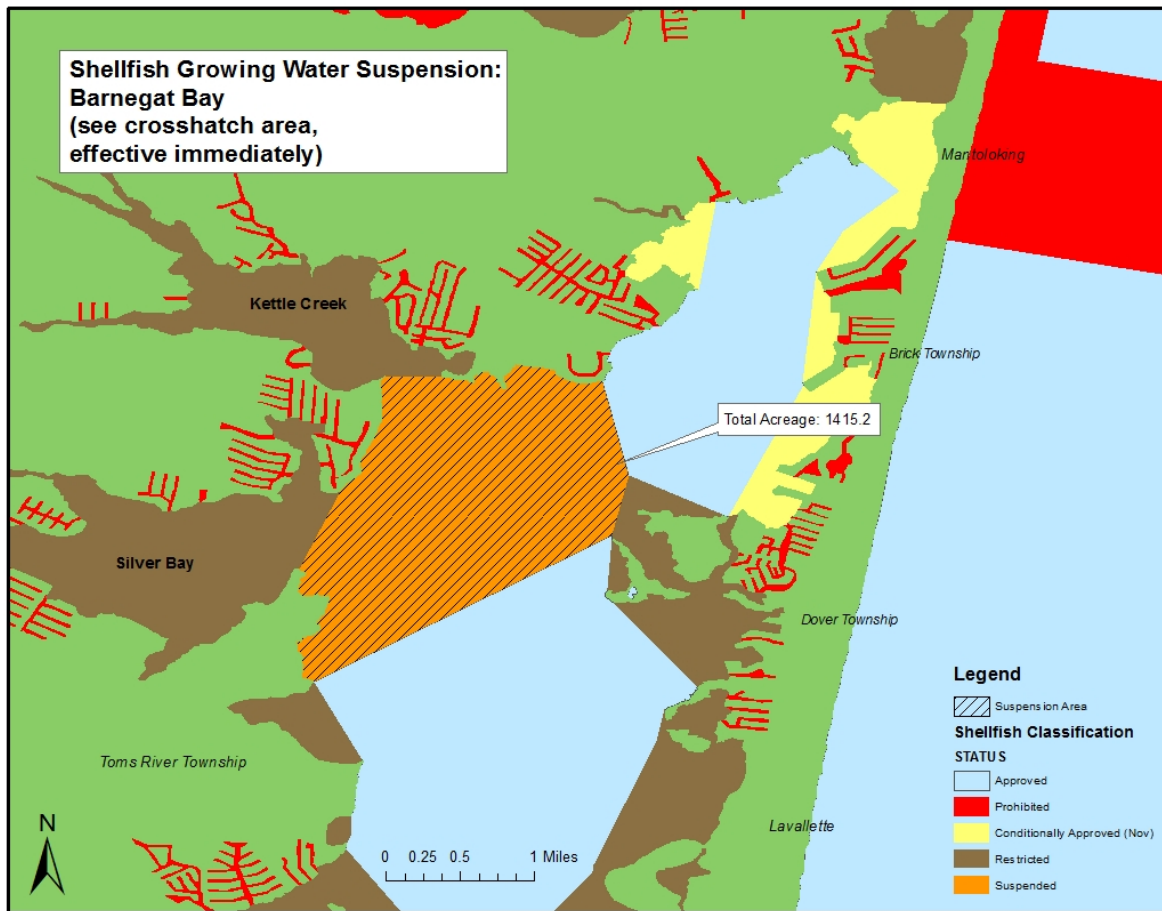 Shellfish Growing Water Suspension:
Barnegat Bay
(see crosshatch area,
effective immediately)
Mantoloking
Kettle Creek
Brick Township
Total Acreage: 1415.2
Silver Bay
Dover Township
Toms River Township
Lavallette
Legend
Suspension Area
Shellfish Classification
STATUS
Approved
Prohibited
Conditionally Approved (Nov)
Restricted
Suspended
N
0 0.25 0.5 1 Miles